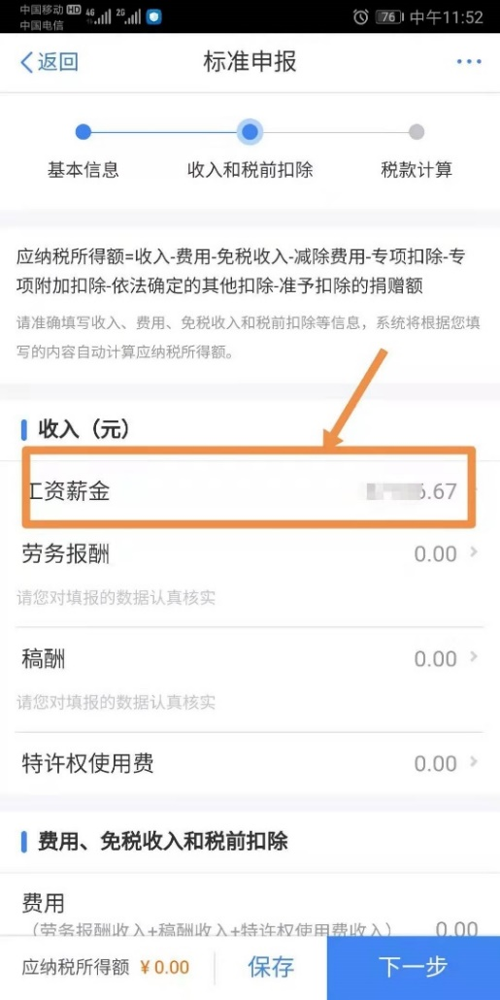 中国移动 HD 4G 2G 76 中午11:52
中国电信
返回 标准申报 ...
基本信息 收入和税前扣除 税款计算
应纳税所得额=收入-费用-免税收入-减除费用-专项扣除-专
项附加扣除-依法确定的其他扣除-准予扣除的捐赠额
请准确填写收入、费用、免税收入和税前扣除等信息，系统将根据您填
写的内容自动计算应纳税所得额。
收入（元）
工资薪金 .67
劳务报酬 0.00
请您对填报的数据认真核实
稿酬 0.00
请您对填报的数据认真核实
特许权使用费 0.00
费用、免税收入和税前扣除
费用
（劳务报酬收入+稿酬收入+特许权使用费收入） 0.00
应纳税所得额 ￥0.00 保存 下一步